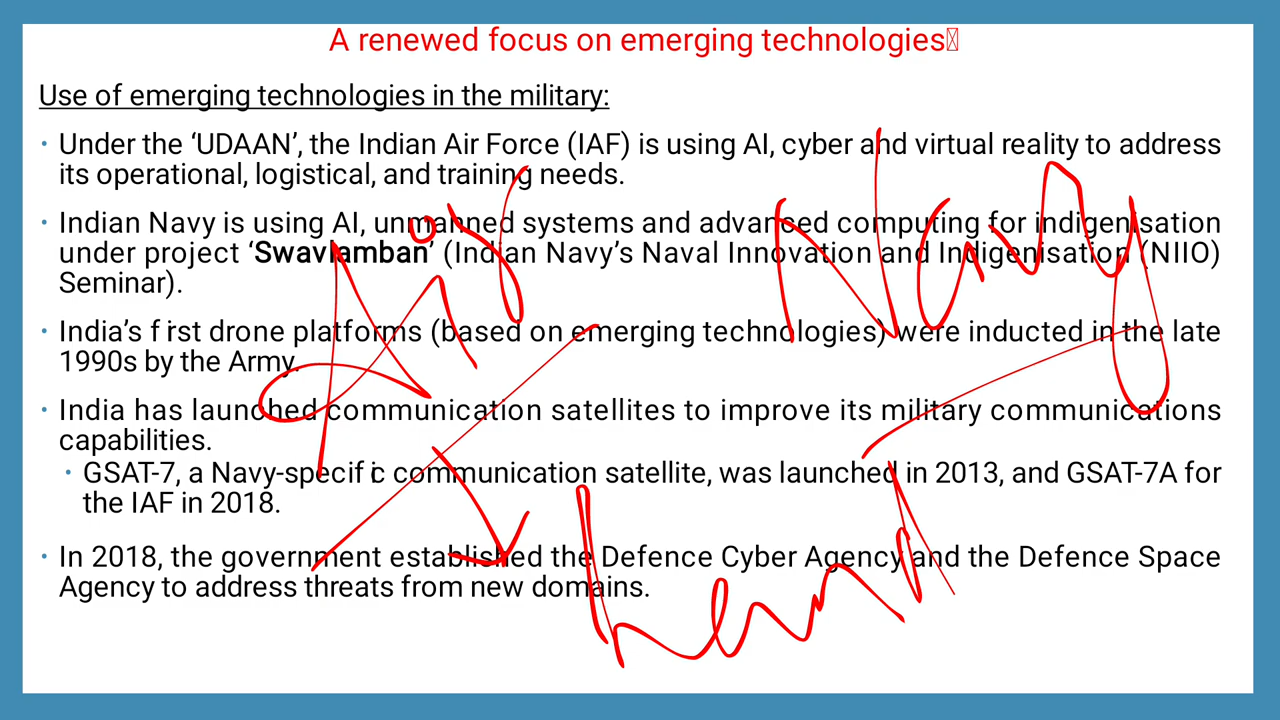 A renewed focus on emerging technologies
Use of emerging technologies in the military:
• Under the ‘UDAAN’, the Indian Air Force (IAF) is using AI, cyber and virtual reality to address
its operational, logistical, and training needs.
• Indian Navy is using AI, unmanned systems and advanced computing for indigenisation
under project ‘Swavlamban’ (Indian Navy’s Naval Innovation and Indigenisation (NIIO)
Seminar).
• India’s first drone platforms (based on emerging technologies) were inducted in the late
1990s by the Army.
• India has launched communication satellites to improve its military communications
capabilities.
• GSAT-7, a Navy-specific communication satellite, was launched in 2013, and GSAT-7A for
the IAF in 2018.
• In 2018, the government established the Defence Cyber Agency and the Defence Space
Agency to address threats from new domains.
Air
Navy